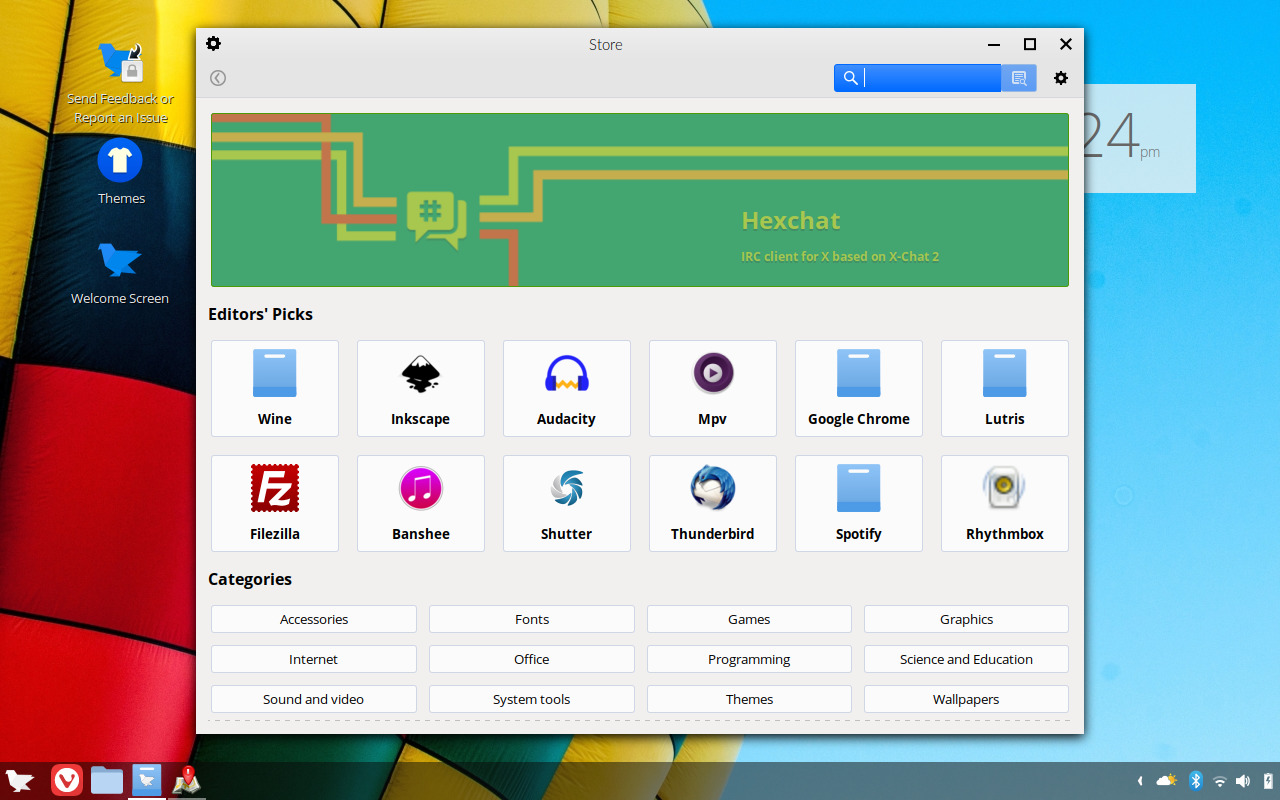 Store
Send Feedback or
Report an Issue
Themes
Welcome Screen
24 pm
#
Hexchat
IRC client for X based on X-Chat 2
Editors' Picks
Wine
Inkscape
Audacity
Mpv
Google Chrome
Lutris
Fz
Filezilla
Banshee
Shutter
Thunderbird
Spotify
Rhythmbox
Categories
Accessories
Fonts
Games
Graphics
Internet
Office
Programming
Science and Education
Sound and video
System tools
Themes
Wallpapers